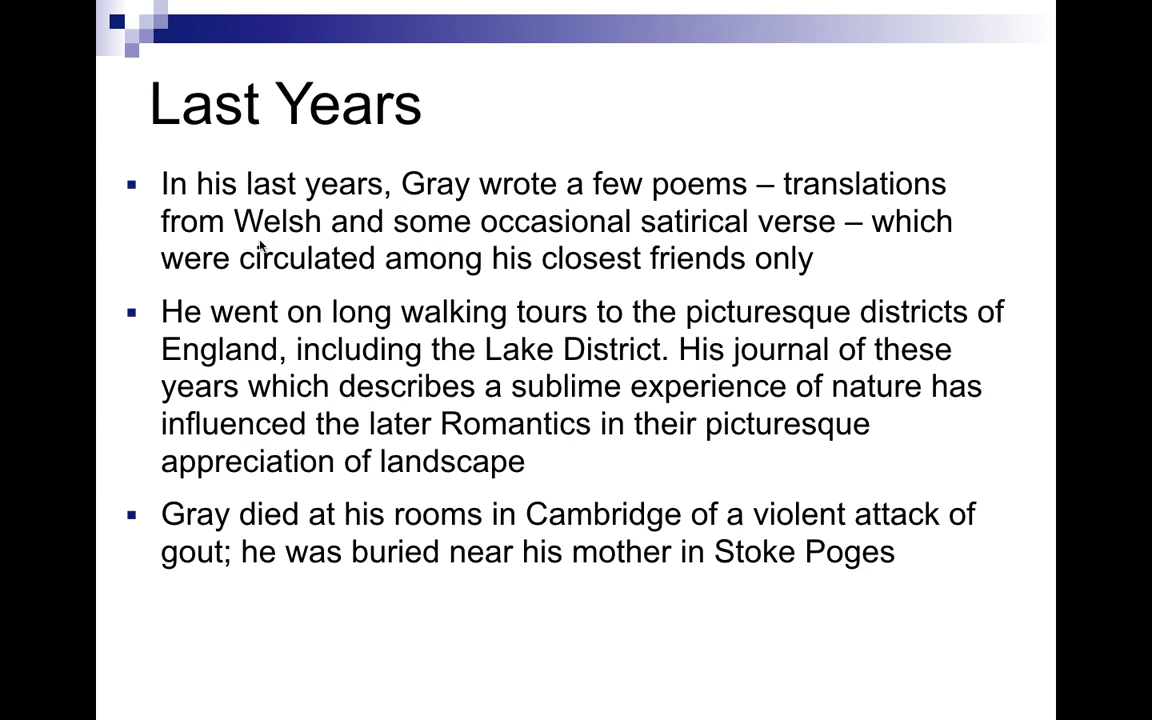 Last Years
In his last years, Gray wrote a few poems – translations
from Welsh and some occasional satirical verse – which
were circulated among his closest friends only
He went on long walking tours to the picturesque districts of
England, including the Lake District. His journal of these
years which describes a sublime experience of nature has
influenced the later Romantics in their picturesque
appreciation of landscape
Gray died at his rooms in Cambridge of a violent attack of
gout; he was buried near his mother in Stoke Poges